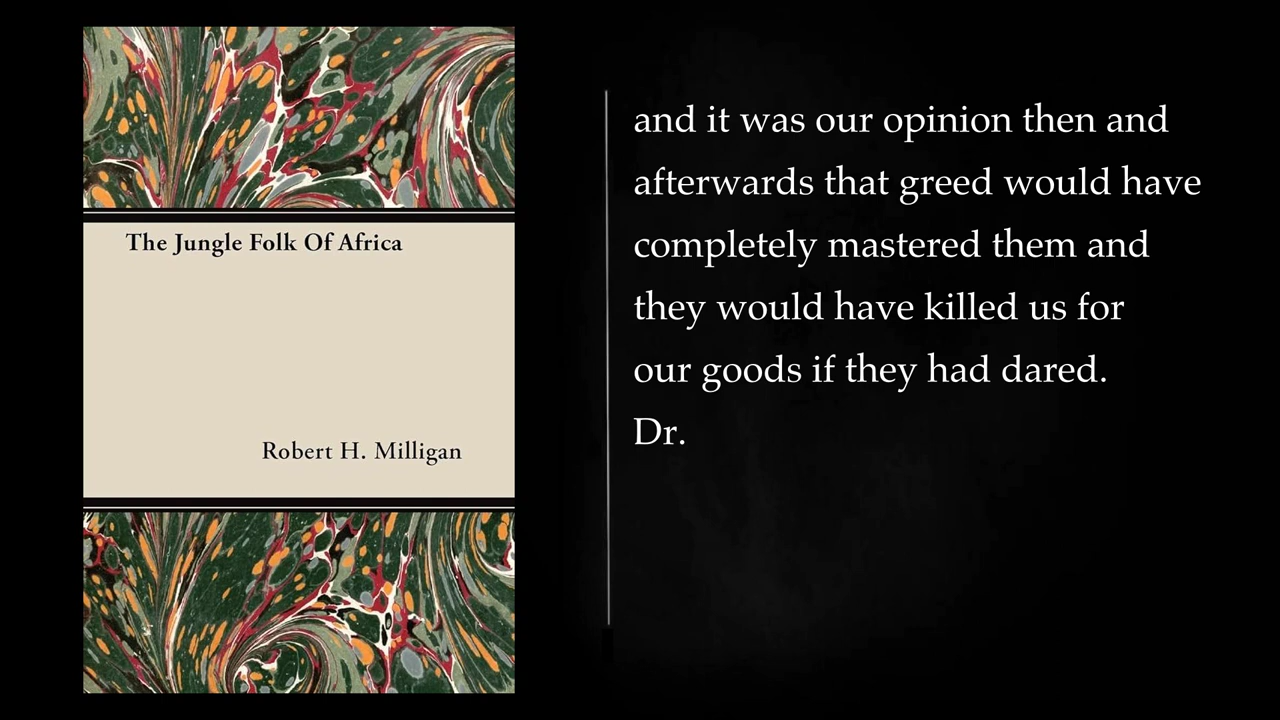 The Jungle Folk Of Africa
Robert H. Milligan
and it was our opinion then and
afterwards that greed would have
completely mastered them and
they would have killed us for
our goods if they had dared.
Dr.